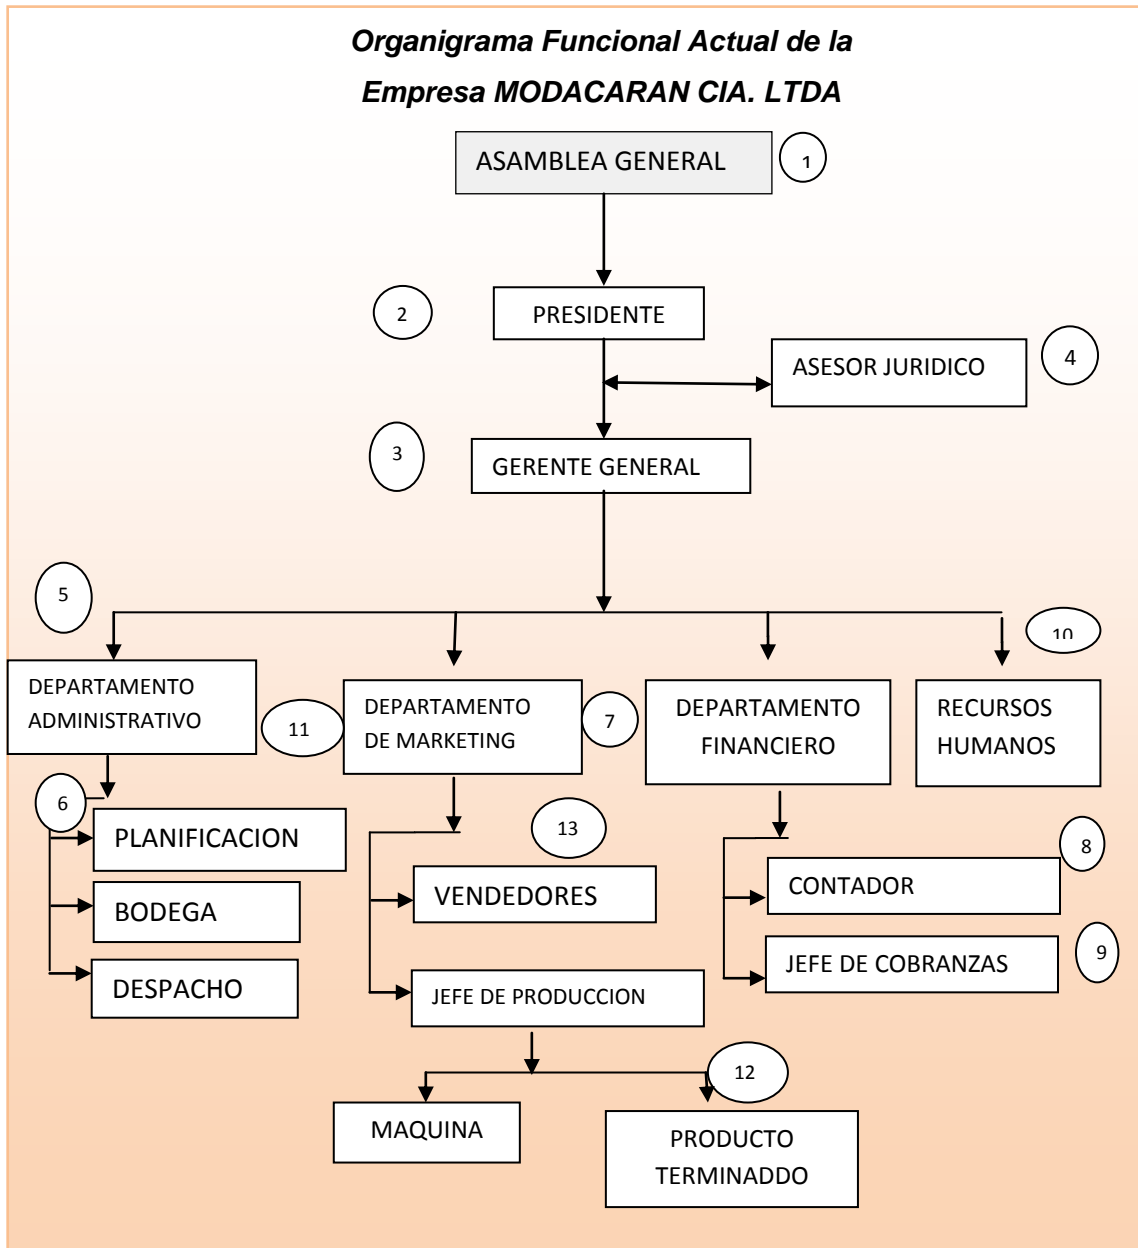 Organigrama Funcional Actual de la
Empresa MODACARAN CIA. LTDA
ASAMBLEA GENERAL
1
2
PRESIDENTE
ASESOR JURIDICO
4
3
GERENTE GENERAL
5
10
DEPARTAMENTO
ADMINISTRATIVO
11
DEPARTAMENTO
DE MARKETING
7
DEPARTAMENTO
FINANCIERO
RECURSOS
HUMANOS
6
PLANIFICACION
BODEGA
DESPACHO
13
VENDEDORES
JEFE DE PRODUCCION
8
CONTADOR
JEFE DE COBRANZAS
9
12
MAQUINA
PRODUCTO
TERMINADDO